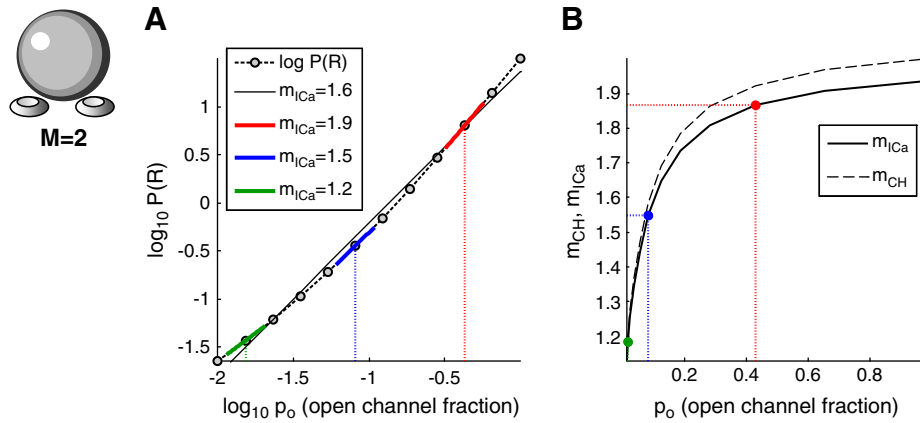 A
B
M=2
log P(R)
m_ICa=1.6
m_ICa=1.9
m_ICa=1.5
m_ICa=1.2
log₁₀ P(R)
1
0.5
0
-0.5
-1
-1.5
-2
-1.5
-1
-0.5
log₁₀ pₒ (open channel fraction)
m_CH, m_ICa
1.9
1.8
1.7
1.6
1.5
1.4
1.3
1.2
m_ICa
m_CH
0.2
0.4
0.6
0.8
pₒ (open channel fraction)